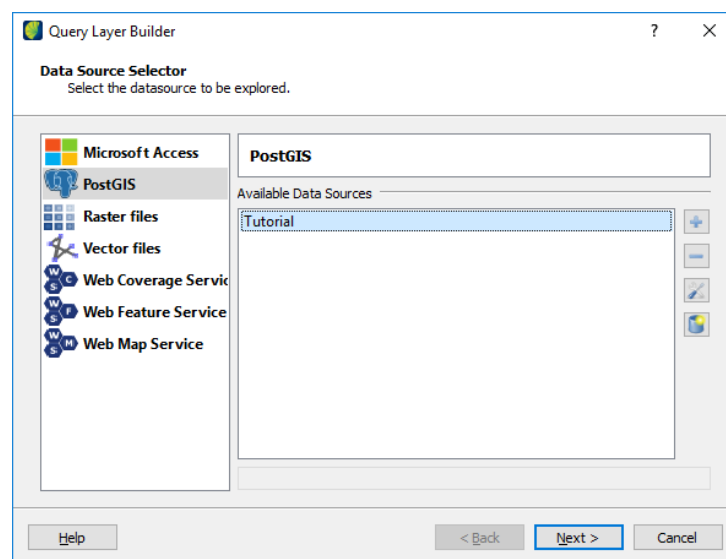 Query Layer Builder
?
Data Source Selector
Select the datasource to be explored.
Microsoft Access
PostGIS
Raster files
Vector files
Web Coverage Servic
Web Feature Service
Web Map Service
PostGIS
Available Data Sources
Tutorial
Help
< Back
Next >
Cancel